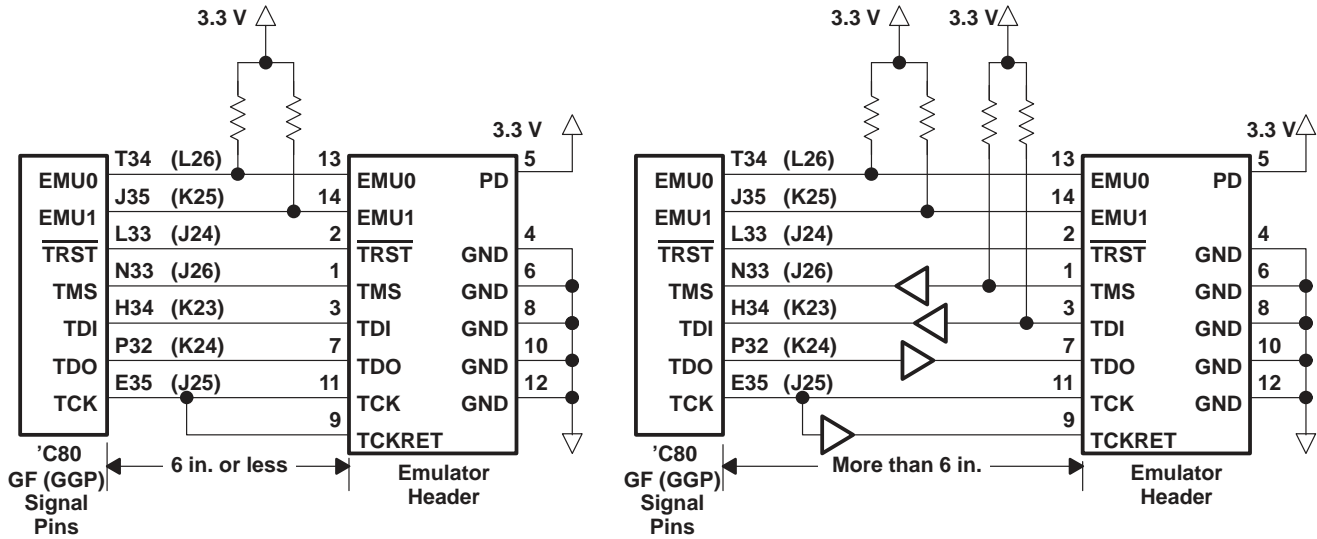 3.3 V
3.3 V
T34 (L26) 13
5
EMU0
EMU0
PD
J35 (K25) 14
EMU1
EMU1
L33 (J24) 2
4
TRST
TRST
GND
N33 (J26) 1
6
TMS
TMS
GND
H34 (K23) 3
8
TDI
TDI
GND
P32 (K24) 7
10
TDO
TDO
GND
E35 (J25) 11
12
TCK
TCK
GND
9
TCKRET
'C80
GF (GGP)
Signal
Pins
6 in. or less
Emulator
Header
3.3 V
3.3 V
3.3 V
T34 (L26) 13
5
EMU0
EMU0
PD
J35 (K25) 14
EMU1
EMU1
L33 (J24) 2
4
TRST
TRST
GND
N33 (J26) 1
6
TMS
TMS
GND
H34 (K23) 3
8
TDI
TDI
GND
P32 (K24) 7
10
TDO
TDO
GND
E35 (J25) 11
12
TCK
TCK
GND
9
TCKRET
'C80
GF (GGP)
Signal
Pins
More than 6 in.
Emulator
Header